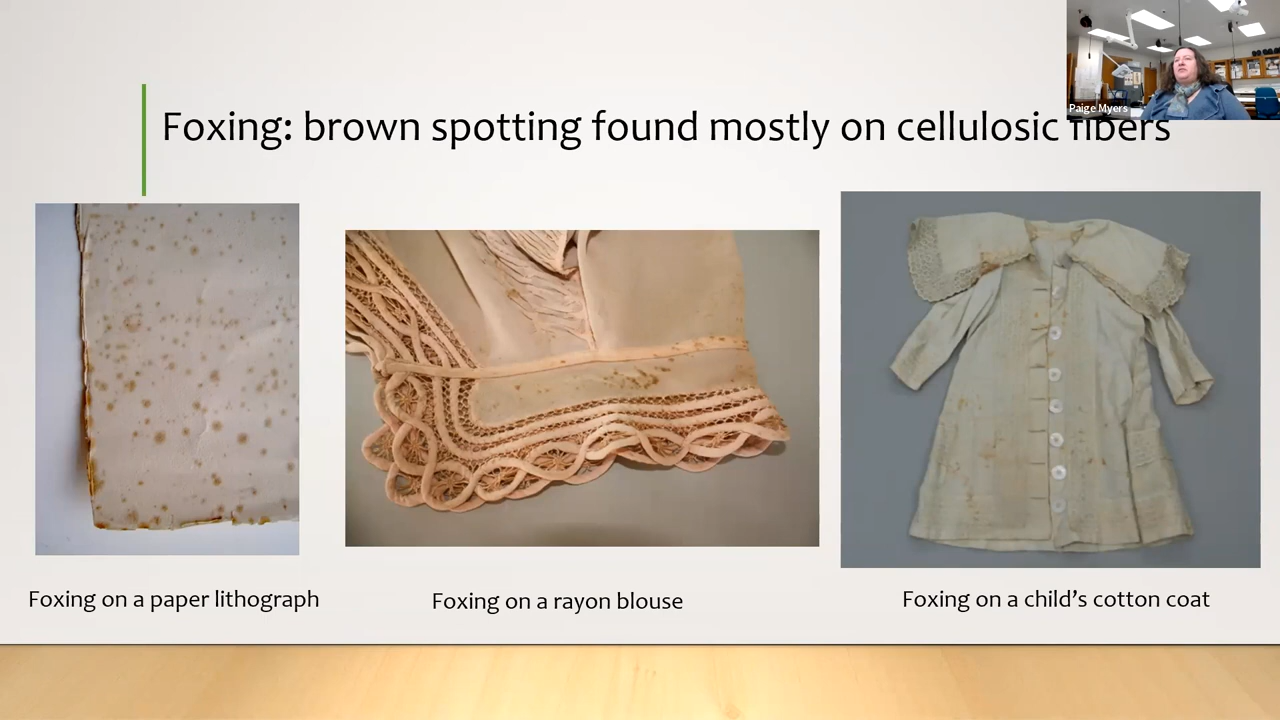 Paige Myers
Foxing: brown spotting found mostly on cellulosic fibers
Foxing on a paper lithograph
Foxing on a rayon blouse
Foxing on a child’s cotton coat